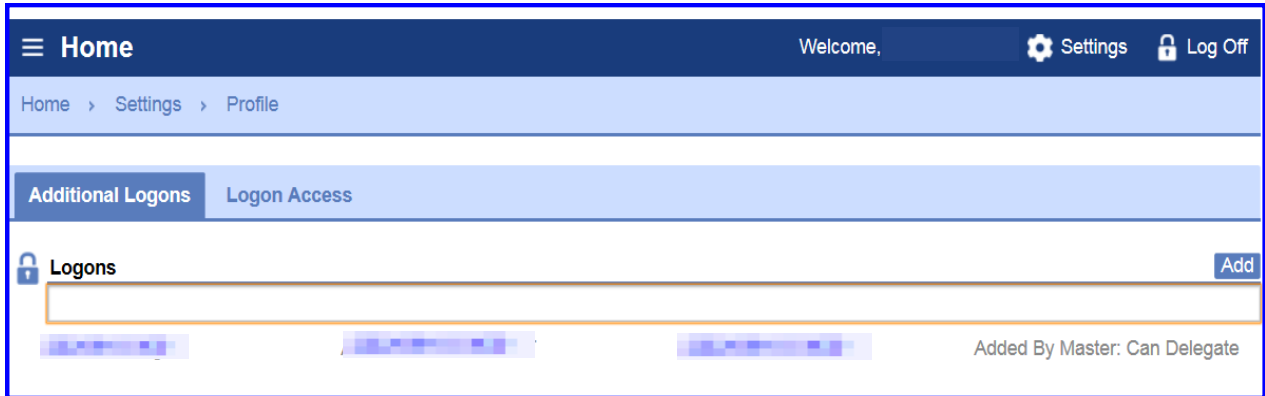 Home Welcome, Settings Log Off
Home › Settings › Profile
Additional Logons Logon Access
Logons Add
Added By Master: Can Delegate